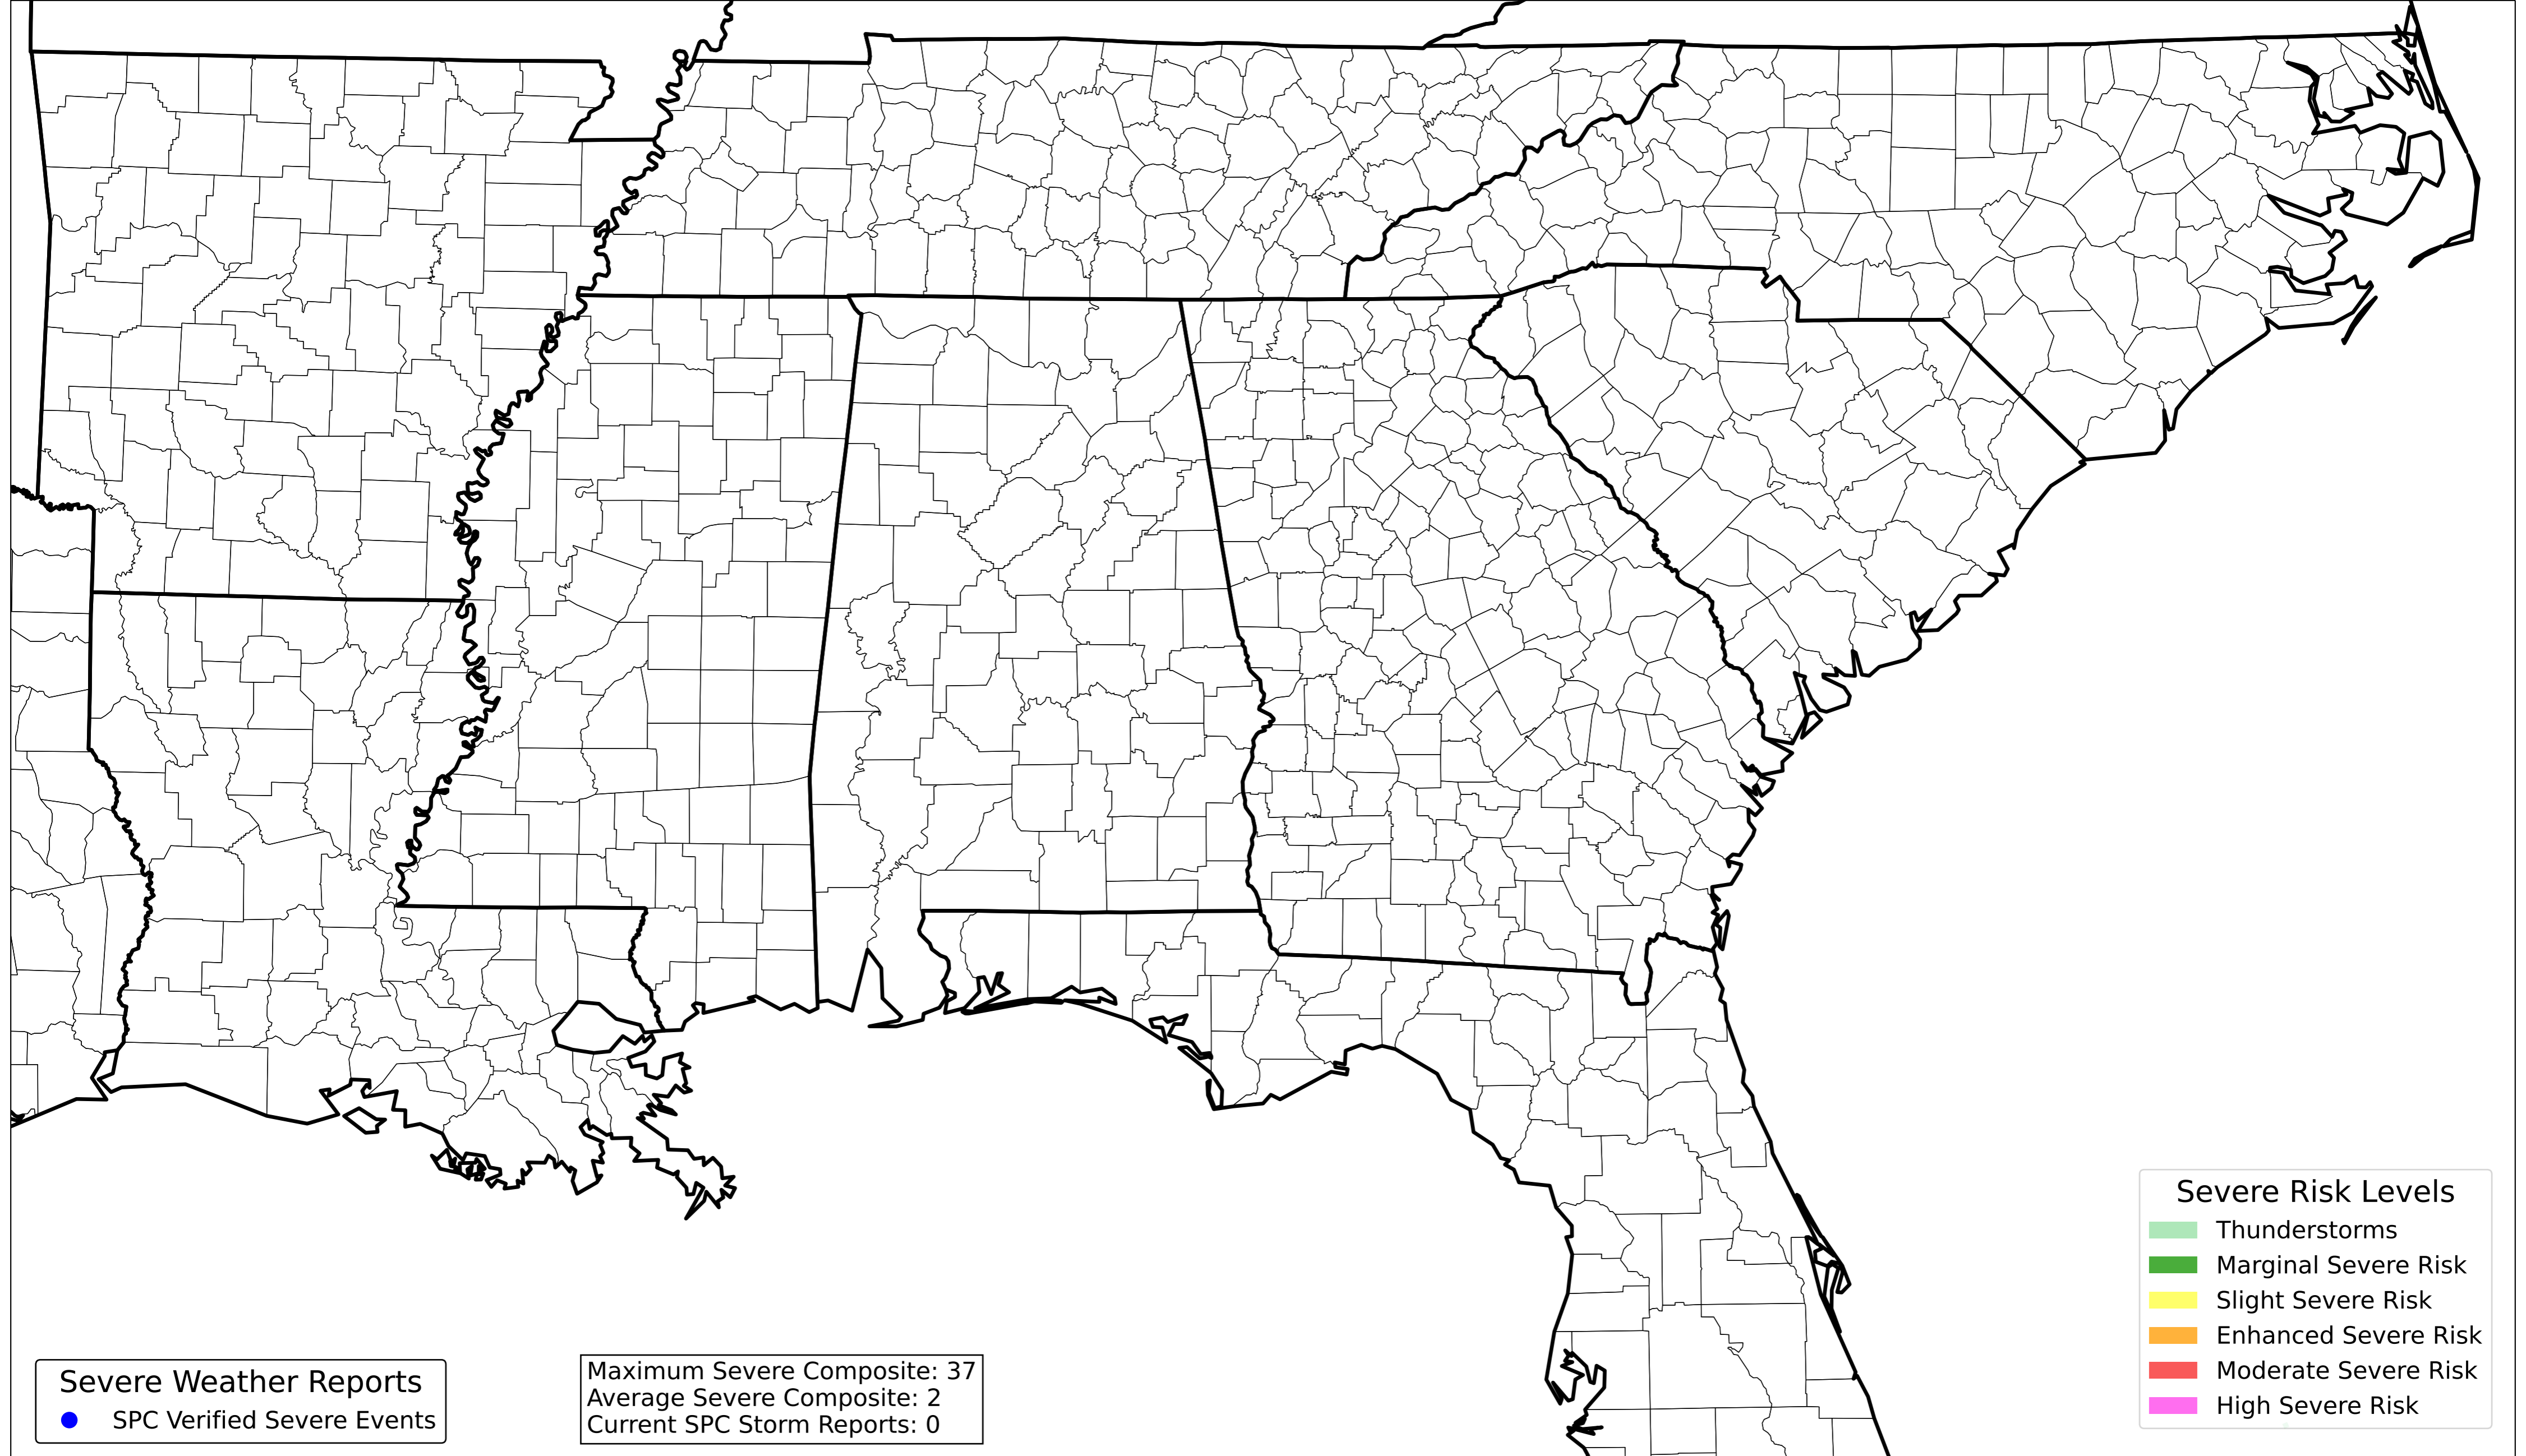 Severe Risk Levels
Thunderstorms
Marginal Severe Risk
Slight Severe Risk
Enhanced Severe Risk
Moderate Severe Risk
High Severe Risk
Severe Weather Reports
SPC Verified Severe Events
Maximum Severe Composite: 37
Average Severe Composite: 2
Current SPC Storm Reports: 0